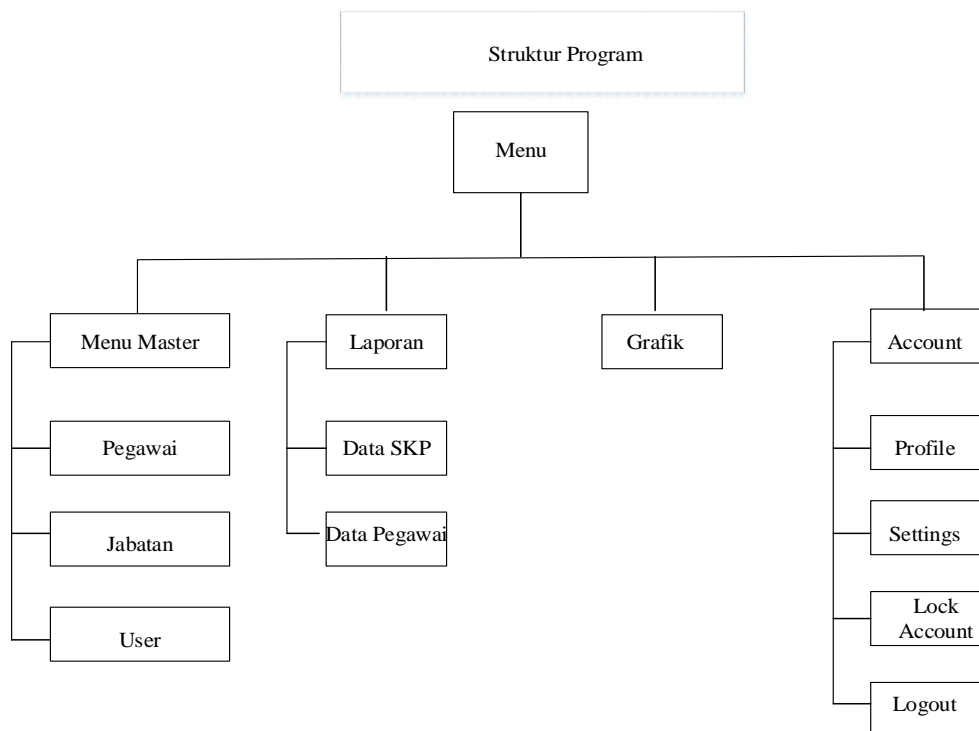 Struktur Program
Menu
Menu Master
Laporan
Grafik
Account
Pegawai
Data SKP
Profile
Jabatan
Data Pegawai
Settings
User
Lock
Account
Logout